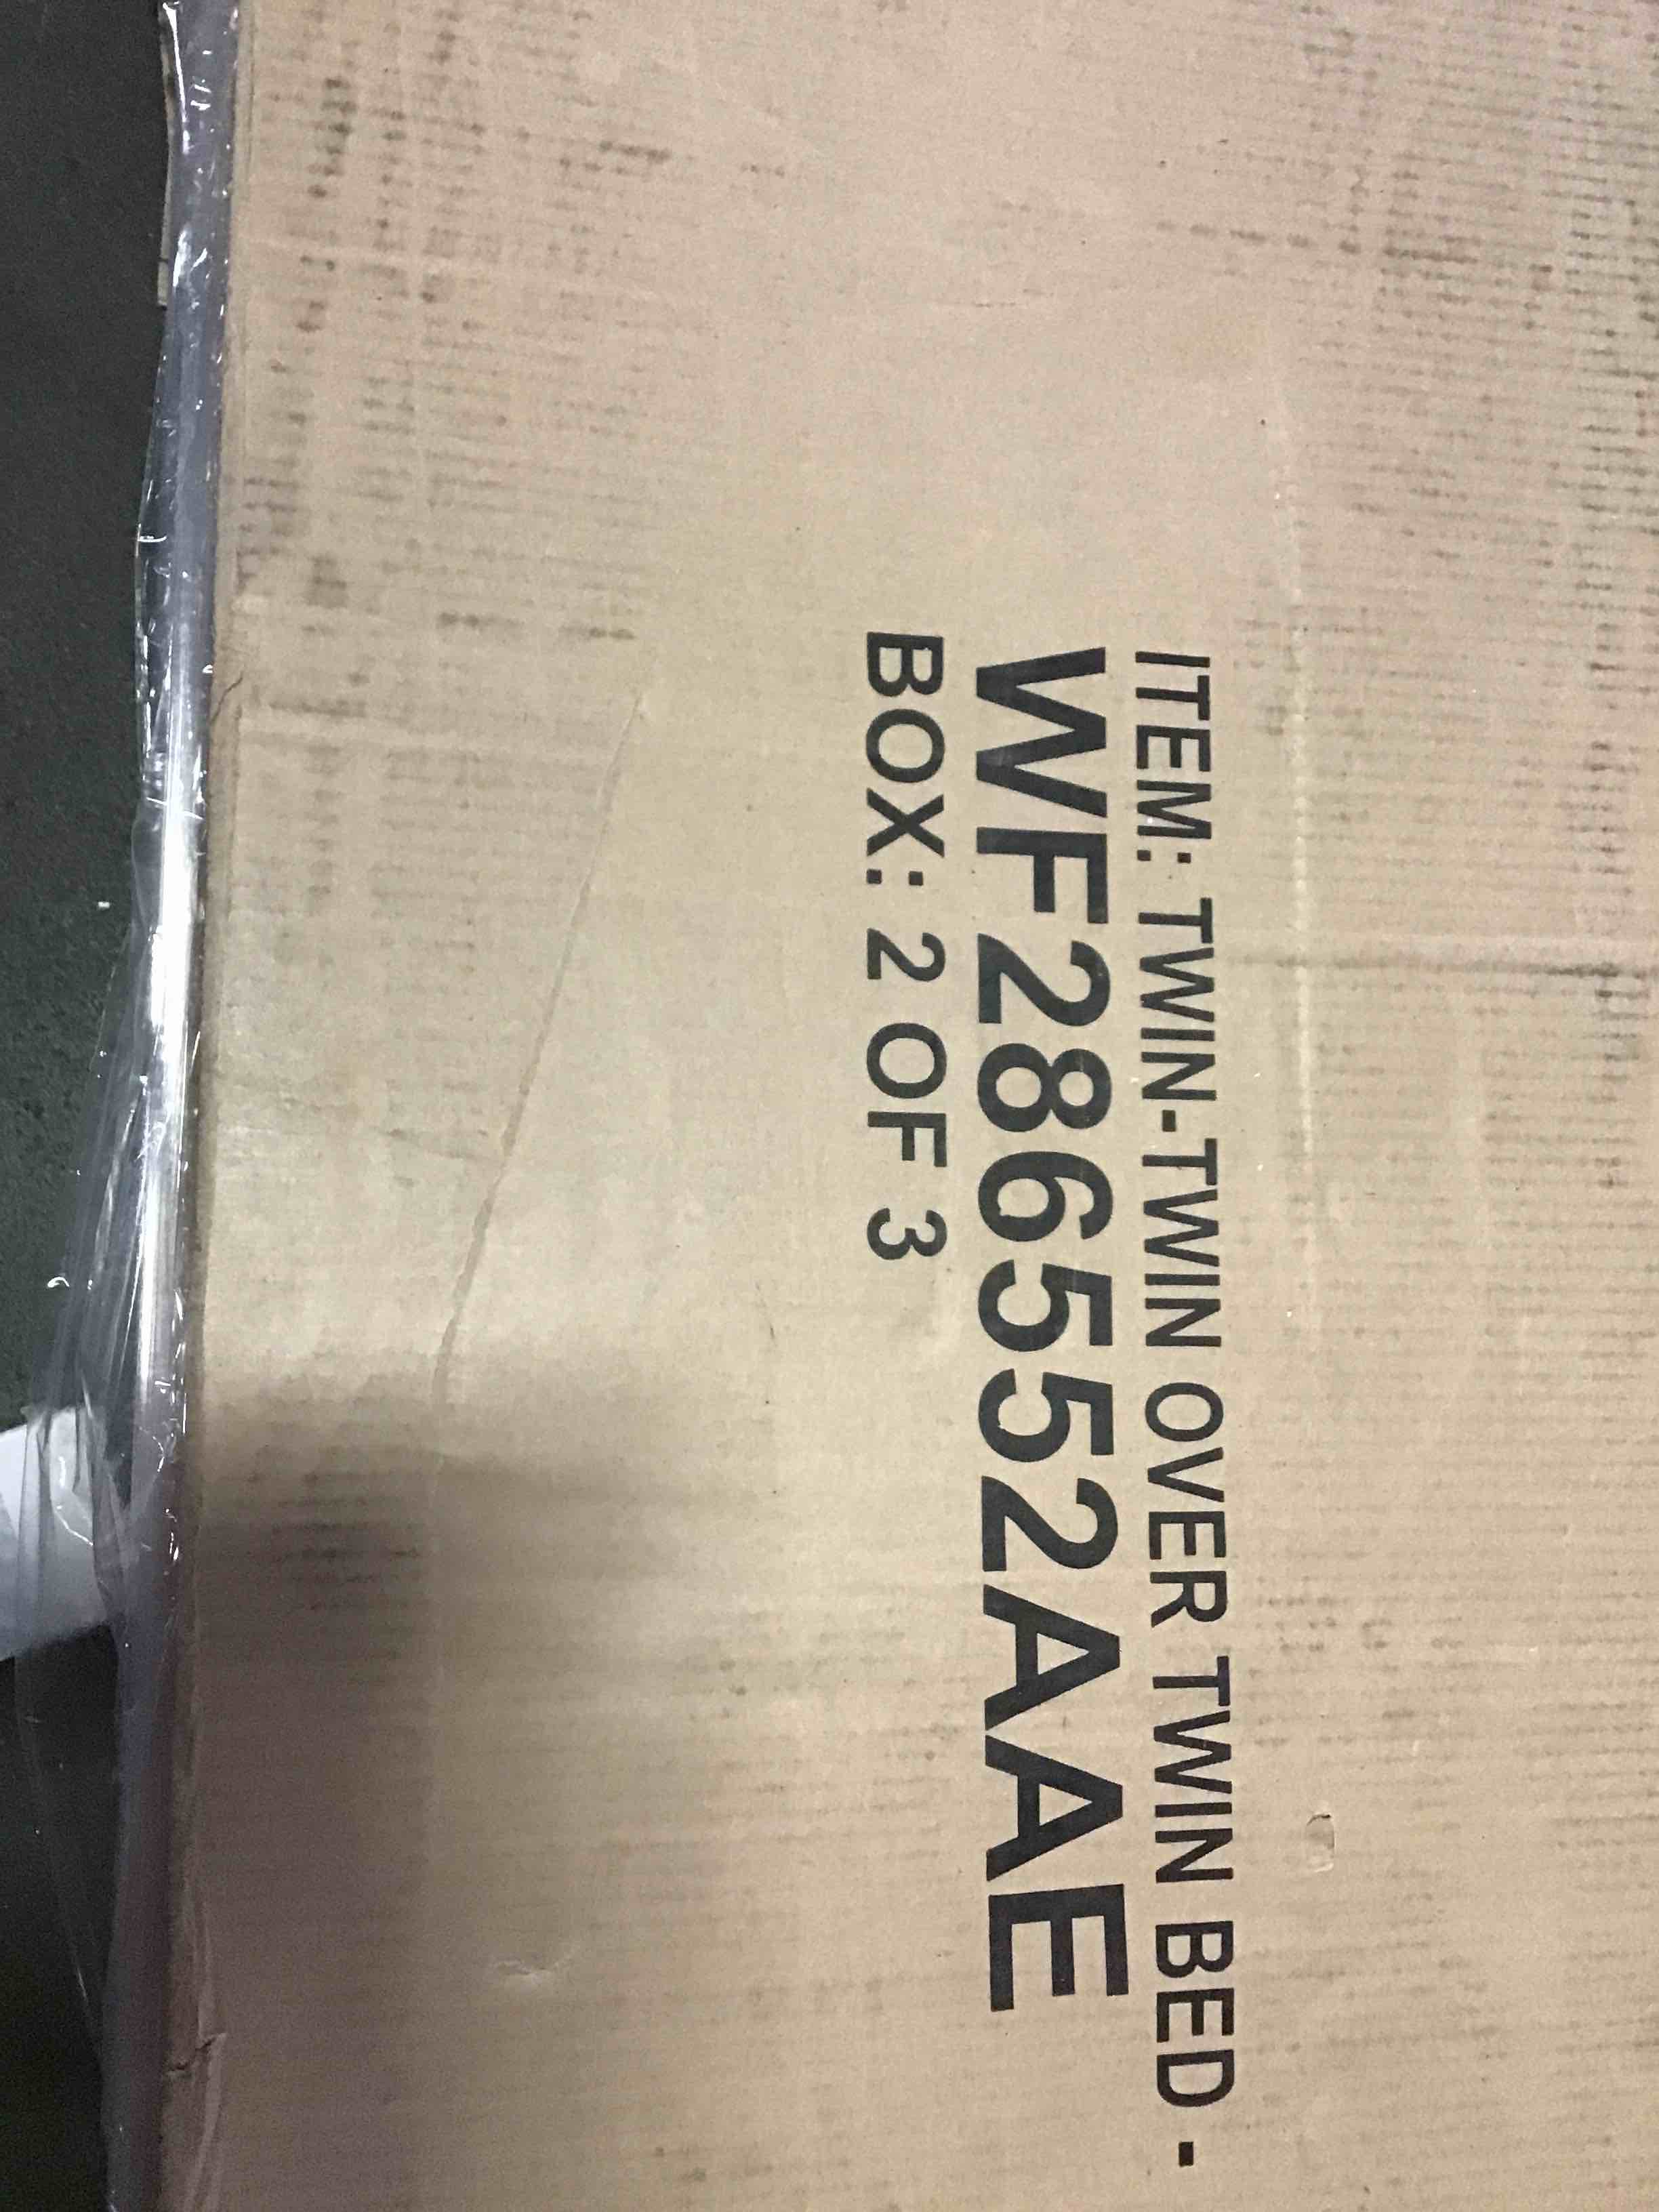 ITEM: TWIN-TWIN OVER TWIN BED -
WF286552AAE
BOX: 2 OF 3